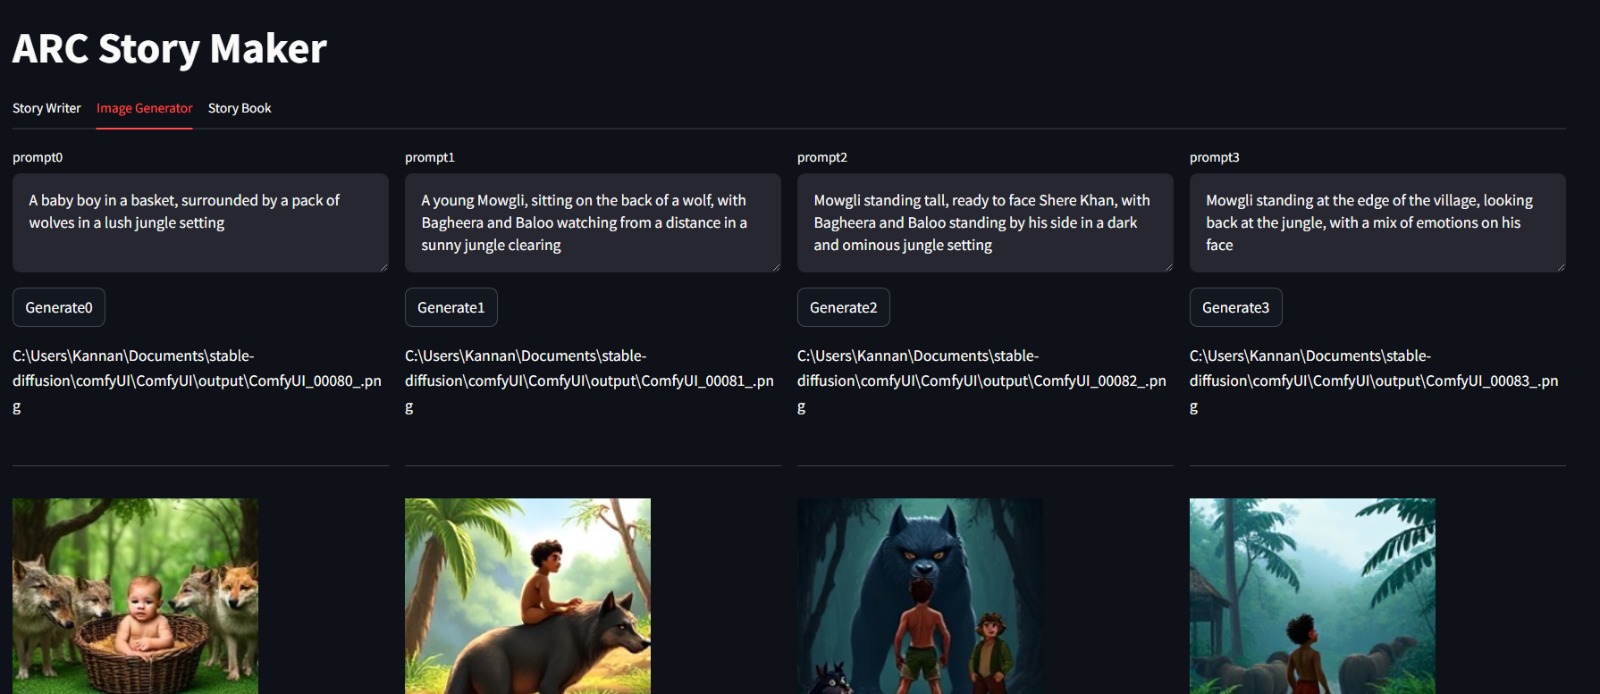 ARC Story Maker
Story Writer Image Generator Story Book
prompt0
A baby boy in a basket, surrounded by a pack of
wolves in a lush jungle setting
Generate0
C:\Users\Kannan\Documents\stable-
diffusion\comfyUI\ComfyUI\output\ComfyUI_00080_.pn
g
prompt1
A young Mowgli, sitting on the back of a wolf, with
Bagheera and Baloo watching from a distance in a
sunny jungle clearing
Generate1
C:\Users\Kannan\Documents\stable-
diffusion\comfyUI\ComfyUI\output\ComfyUI_00081_.pn
g
prompt2
Mowgli standing tall, ready to face Shere Khan, with
Bagheera and Baloo standing by his side in a dark
and ominous jungle setting
Generate2
C:\Users\Kannan\Documents\stable-
diffusion\comfyUI\ComfyUI\output\ComfyUI_00082_.pn
g
prompt3
Mowgli standing at the edge of the village, looking
back at the jungle, with a mix of emotions on his
face
Generate3
C:\Users\Kannan\Documents\stable-
diffusion\comfyUI\ComfyUI\output\ComfyUI_00083_.pn
g